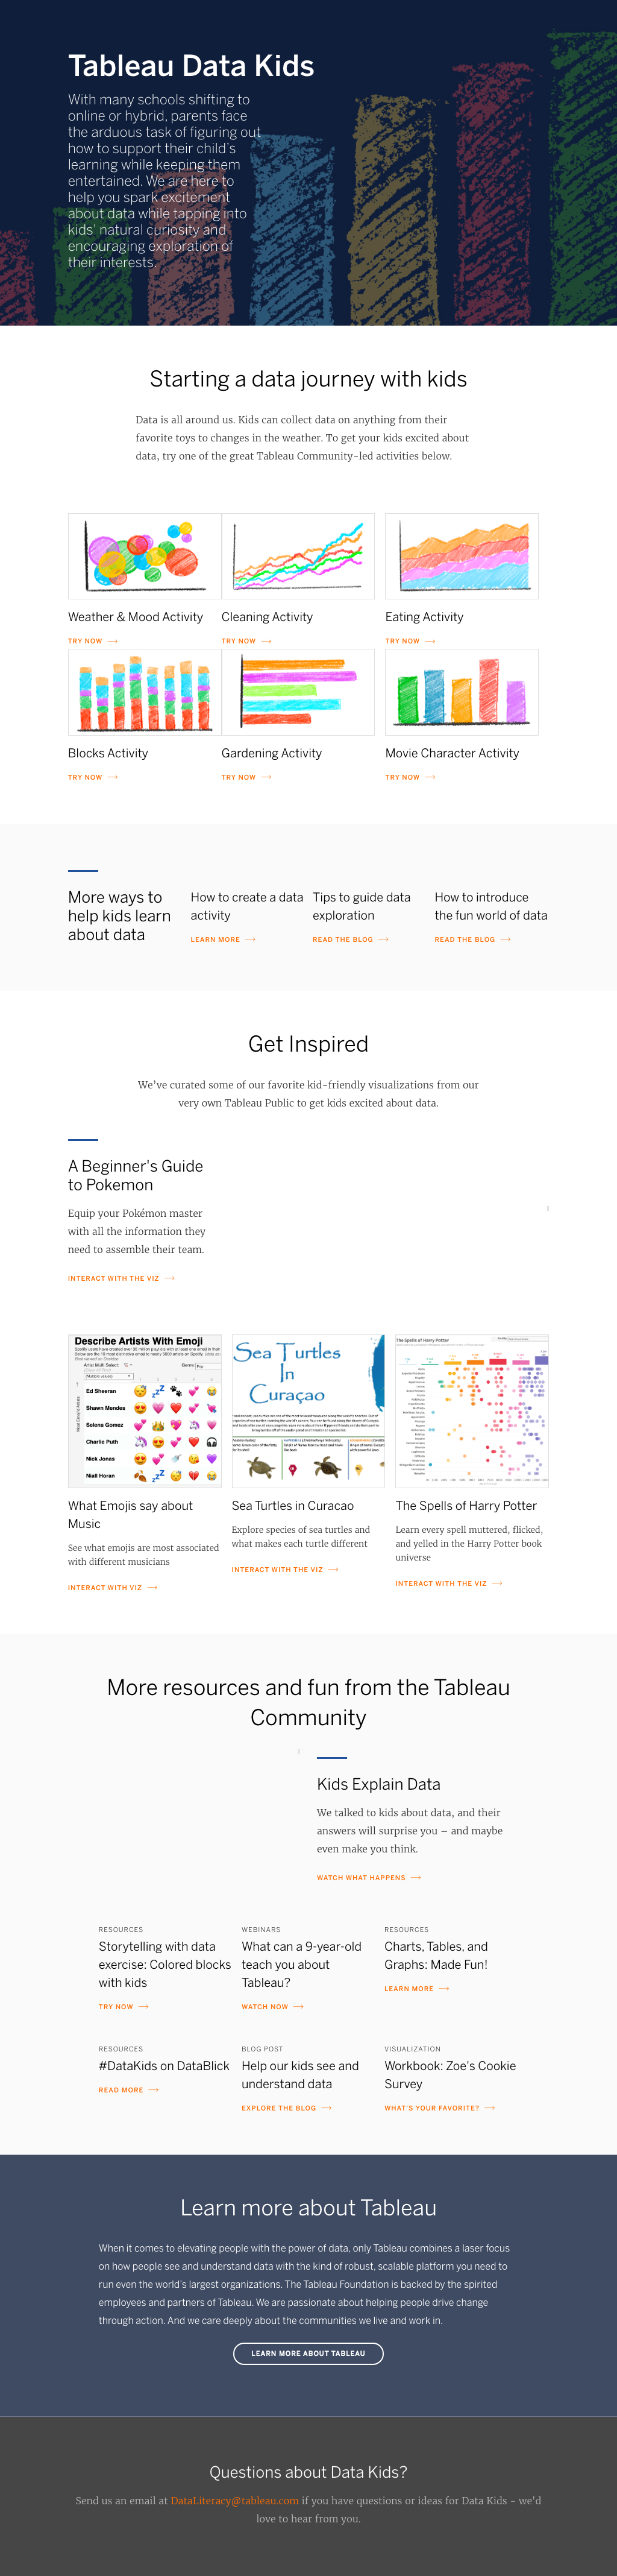 Tableau Data Kids
With many schools shifting to
online or hybrid, parents face
the arduous task of figuring out
how to support their child's
learning while keeping them
entertained. We are here to
help you spark excitement
about data while tapping into
kids' natural curiosity and
encouraging exploration of
their interests.
Starting a data journey with kids
Data is all around us. Kids can collect data on anything from their
favorite toys to changes in the weather. To get your kids excited about
data, try one of the great Tableau Community-led activities below.
Weather & Mood Activity
TRY NOW
Cleaning Activity
TRY NOW
Eating Activity
TRY NOW
Blocks Activity
TRY NOW
Gardening Activity
TRY NOW
Movie Character Activity
TRY NOW
More ways to
help kids learn
about data
How to create a data
activity
LEARN MORE
Tips to guide data
exploration
READ THE BLOG
How to introduce
the fun world of data
READ THE BLOG
Get Inspired
We've curated some of our favorite kid-friendly visualizations from our
very own Tableau Public to get kids excited about data.
A Beginner's Guide
to Pokemon
Equip your Pokémon master
with all the information they
need to assemble their team.
INTERACT WITH THE VIZ
Describe Artists With Emoji
Ed Sheeran
Shawn Mendes
Selena Gomez
Charlie Puth
Nick Jonas
Niall Horan
What Emojis say about
Music
See what emojis are most associated
with different musicians
INTERACT WITH VIZ
Sea Turtles
In
Curaçao
Sea Turtles in Curacao
Explore species of sea turtles and
what makes each turtle different
INTERACT WITH THE VIZ
The Spells of Harry Potter
The Spells of Harry Potter
Learn every spell muttered, flicked,
and yelled in the Harry Potter book
universe
INTERACT WITH THE VIZ
More resources and fun from the Tableau
Community
Kids Explain Data
We talked to kids about data, and their
answers will surprise you – and maybe
even make you think.
WATCH WHAT HAPPENS
RESOURCES
Storytelling with data
exercise: Colored blocks
with kids
TRY NOW
WEBINARS
What can a 9-year-old
teach you about
Tableau?
WATCH NOW
RESOURCES
Charts, Tables, and
Graphs: Made Fun!
LEARN MORE
RESOURCES
#DataKids on DataBlick
READ MORE
BLOG POST
Help our kids see and
understand data
EXPLORE THE BLOG
VISUALIZATION
Workbook: Zoe's Cookie
Survey
WHAT'S YOUR FAVORITE?
Learn more about Tableau
When it comes to elevating people with the power of data, only Tableau combines a laser focus
on how people see and understand data with the kind of robust, scalable platform you need to
run even the world's largest organizations. The Tableau Foundation is backed by the spirited
employees and partners of Tableau. We are passionate about helping people drive change
through action. And we care deeply about the communities we live and work in.
LEARN MORE ABOUT TABLEAU
Questions about Data Kids?
Send us an email at DataLiteracy@tableau.com if you have questions or ideas for Data Kids - we'd
love to hear from you.